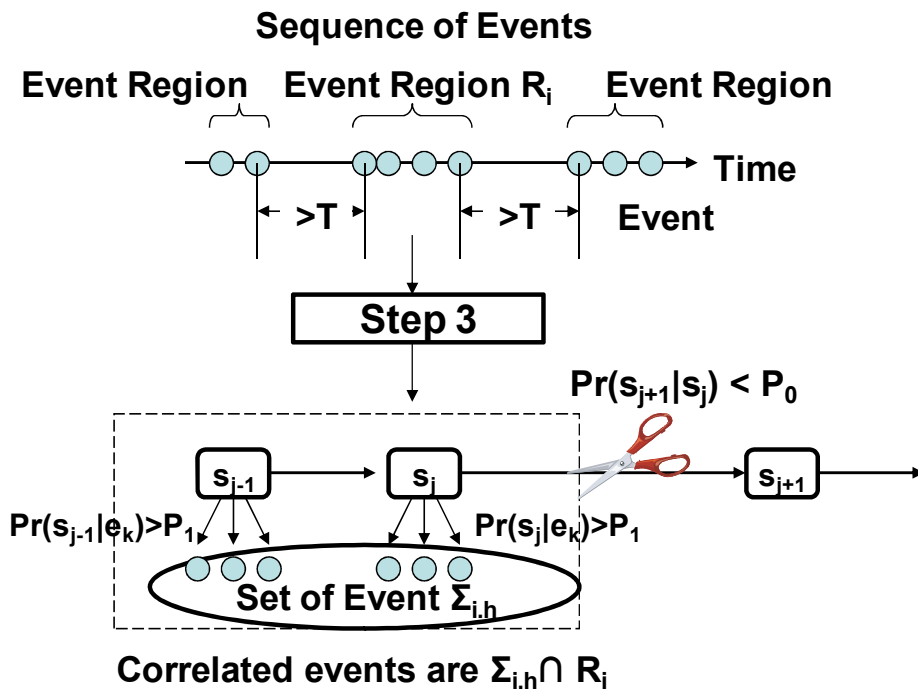 Sequence of Events
Event Region Event Region Ri Event Region
Time
>T >T Event
Step 3
Pr(sj+1|sj) < P0
sj-1 sj sj+1
Pr(sj-1|ek)>P1 Pr(sj|ek)>P1
Set of Event Σi.h
Correlated events are Σi.h∩ Ri